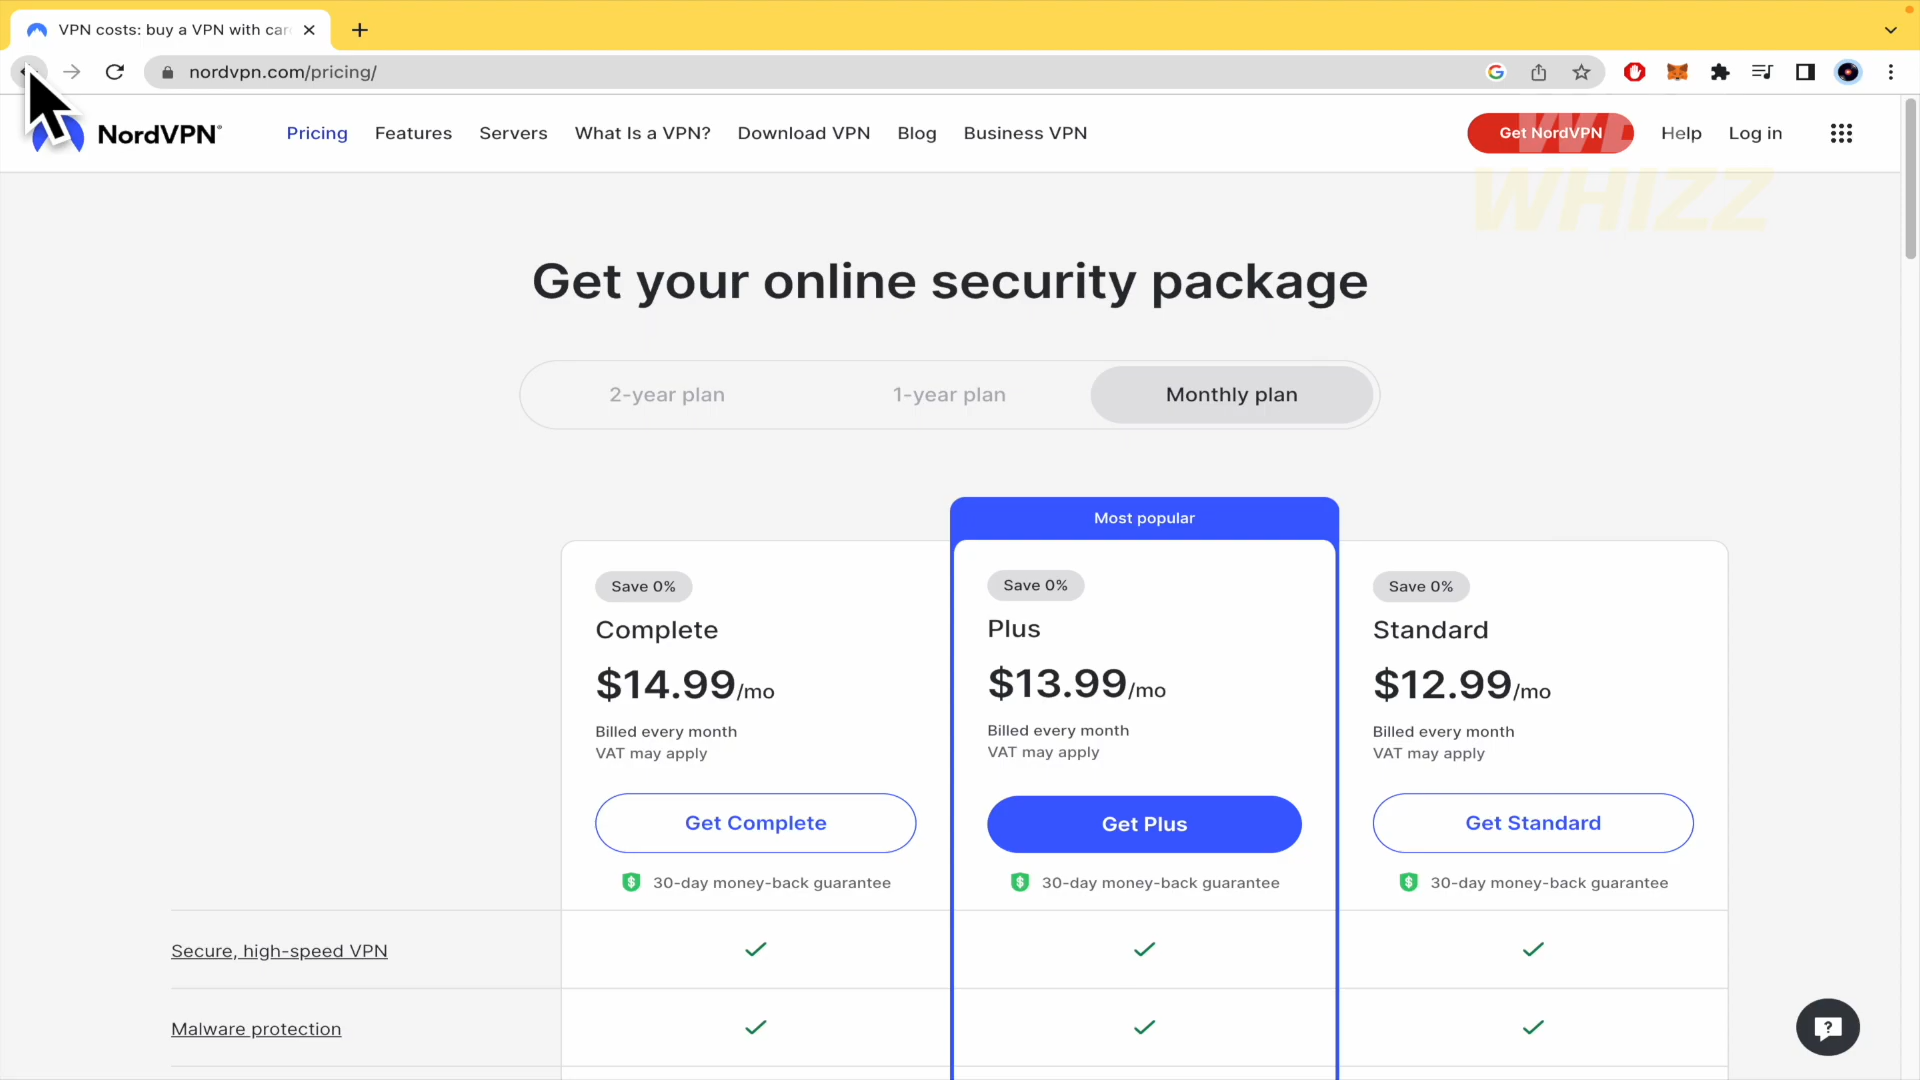 VPN costs: buy a VPN with car
nordvpn.com/pricing/
NordVPN®
Pricing
Features
Servers
What Is a VPN?
Download VPN
Blog
Business VPN
Get NordVPN
Help
Log in
WHIZZ
Get your online security package
2-year plan
1-year plan
Monthly plan
Most popular
Save 0%
Complete
$14.99/mo
Billed every month
VAT may apply
Get Complete
30-day money-back guarantee
Save 0%
Plus
$13.99/mo
Billed every month
VAT may apply
Get Plus
30-day money-back guarantee
Save 0%
Standard
$12.99/mo
Billed every month
VAT may apply
Get Standard
30-day money-back guarantee
Secure, high-speed VPN
Malware protection